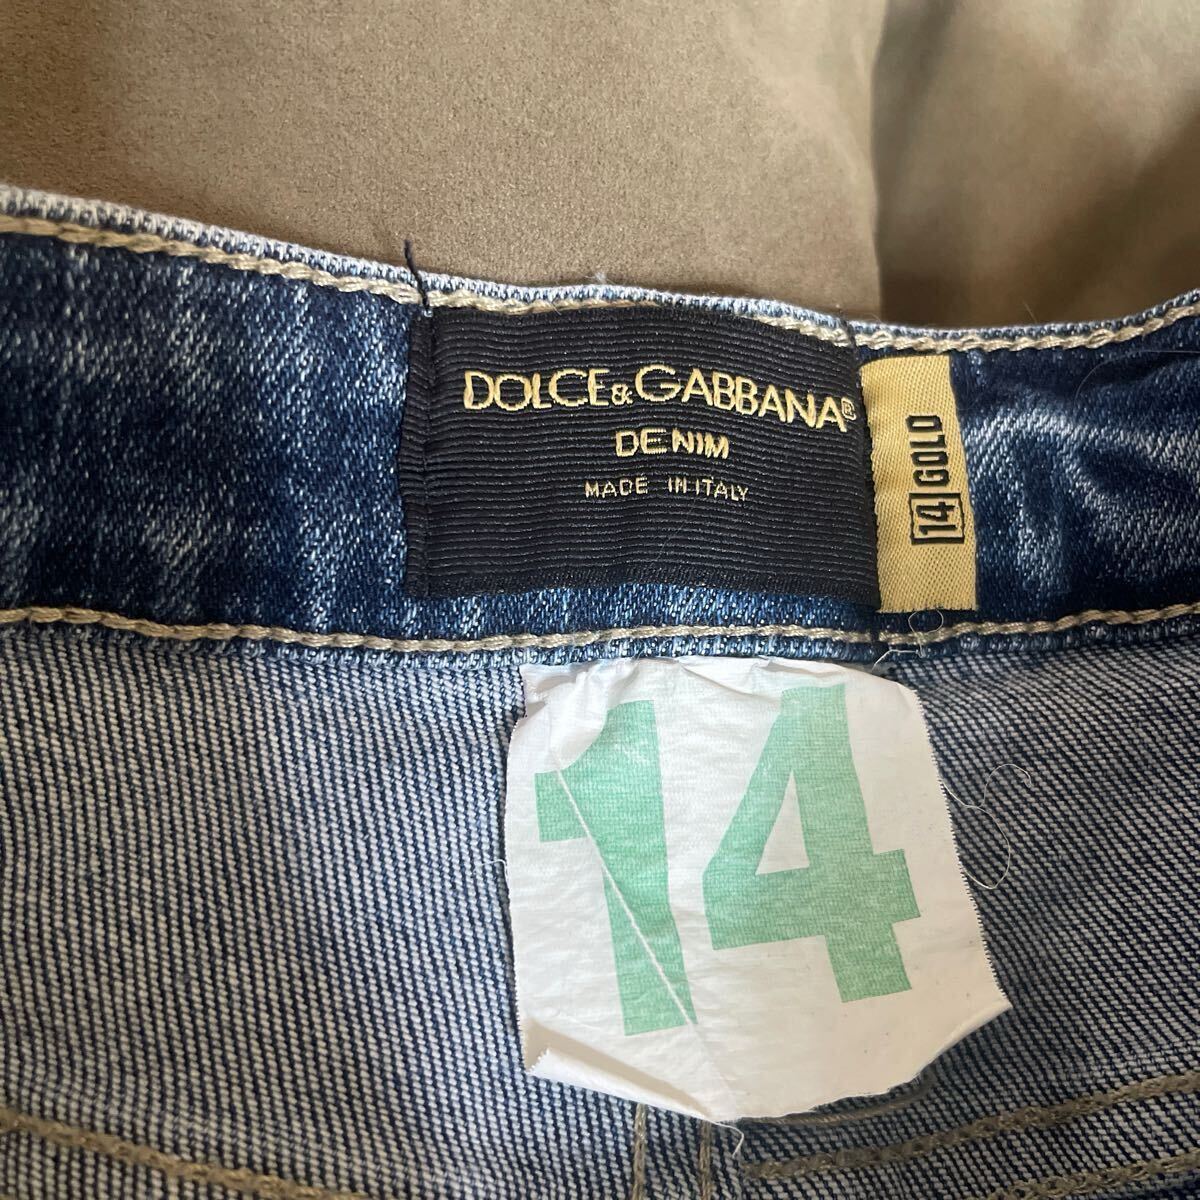 DOLCE&GABBANA®
DENIM
MADE IN ITALY
14 GOLD
14